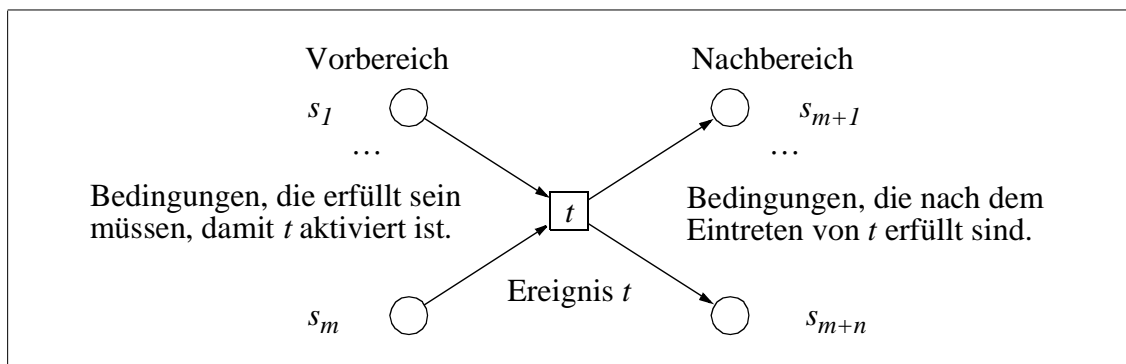 Vorbereich
Nachbereich
s1
sm+1
…
…
Bedingungen, die erfüllt sein
müssen, damit t aktiviert ist.
t
Bedingungen, die nach dem
Eintreten von t erfüllt sind.
Ereignis t
sm
sm+n